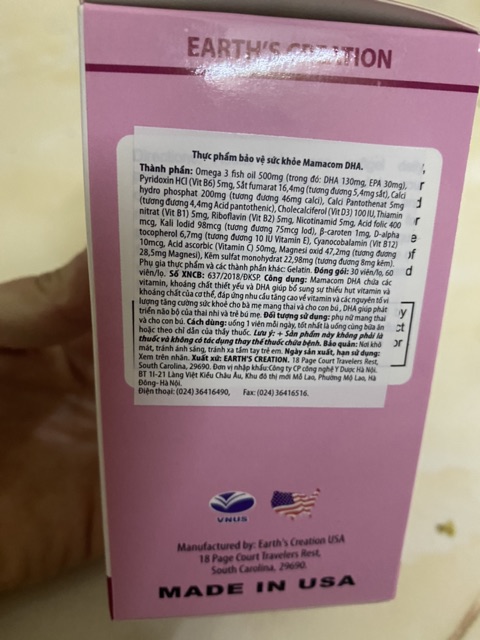 EARTH'S CREATION
Thực phẩm bảo vệ sức khỏe Mamacom DHA.
Thành phần: Omega 3 fish oil 500mg (trong đó: DHA 130mg, EPA 30mg),
Pyridoxin HCl (Vit B6) 5mg, Sắt fumarat 16,4mg (tương đương 5,4mg sắt), Calci
hydro phosphat 200mg (tương đương 46mg calci), Calci Pantothenat 5mg
(tương đương 4,4mg Acid pantothenic), Cholecalciferol (Vit D3) 100 IU, Thiamin
nitrat (Vit B1) 5mg, Riboflavin (Vit B2) 5mg, Nicotinamid 5mg, Acid folic 400
mcg, Kali Iodid 98mcg (tương đương 75mcg Iod), β-caroten 1mg, D-alpha
tocopherol 6,7mg (tương đương 10 IU Vitamin E), Cyanocobalamin (Vit B12)
10mcg, Acid ascorbic (Vitamin C) 50mg, Magnesi oxid 47,2mg (tương đương
28,5mg Magnesi), Kẽm sulfat monohydrat 22,98mg (tương đương 8mg kẽm).
Phụ gia thực phẩm và các thành phần khác: Gelatin. Đóng gói: 30 viên/lọ, 60
viên/lọ. Số XNCB: 637/2018/ĐKSP. Công dụng: Mamacom DHA chứa các
vitamin, khoáng chất thiết yếu và DHA giúp bổ sung sự thiếu hụt vitamin và
khoáng chất của cơ thể, đáp ứng nhu cầu tăng cao về vitamin và các nguyên tố vi
lượng tăng cường sức khỏe cho bà mẹ mang thai và cho con bú, DHA giúp phát
triển não bộ của thai nhi và trẻ bú mẹ. Đối tượng sử dụng: phụ nữ mang thai
và cho con bú. Cách dùng: uống 1 viên mỗi ngày, tốt nhất là uống cùng bữa ăn
hoặc theo chỉ dẫn của thầy thuốc. Lưu ý: + Sản phẩm này không phải là
thuốc và không có tác dụng thay thế thuốc chữa bệnh. Bảo quản: Nơi khô
mát, tránh ánh sáng, tránh xa tầm tay trẻ em. Ngày sản xuất, hạn sử dụng:
Xem trên nhãn. Xuất xứ: EARTH'S CREATION. 18 Page Court Travelers Rest,
South Carolina, 29690. Đơn vị nhập khẩu:Công ty CP công nghệ Y Dược Hà Nội.
BT 1I-21 Làng Việt Kiều Châu Âu, Khu đô thị mới Mỗ Lao, Phường Mộ Lao, Hà
Đông- Hà Nội.
Điện thoại: (024) 36416490, Fax: (024) 36416516.
VNUS
Manufactured by: Earth's Creation USA
18 Page Court Travelers Rest,
South Carolina, 29690.
MADE IN USA